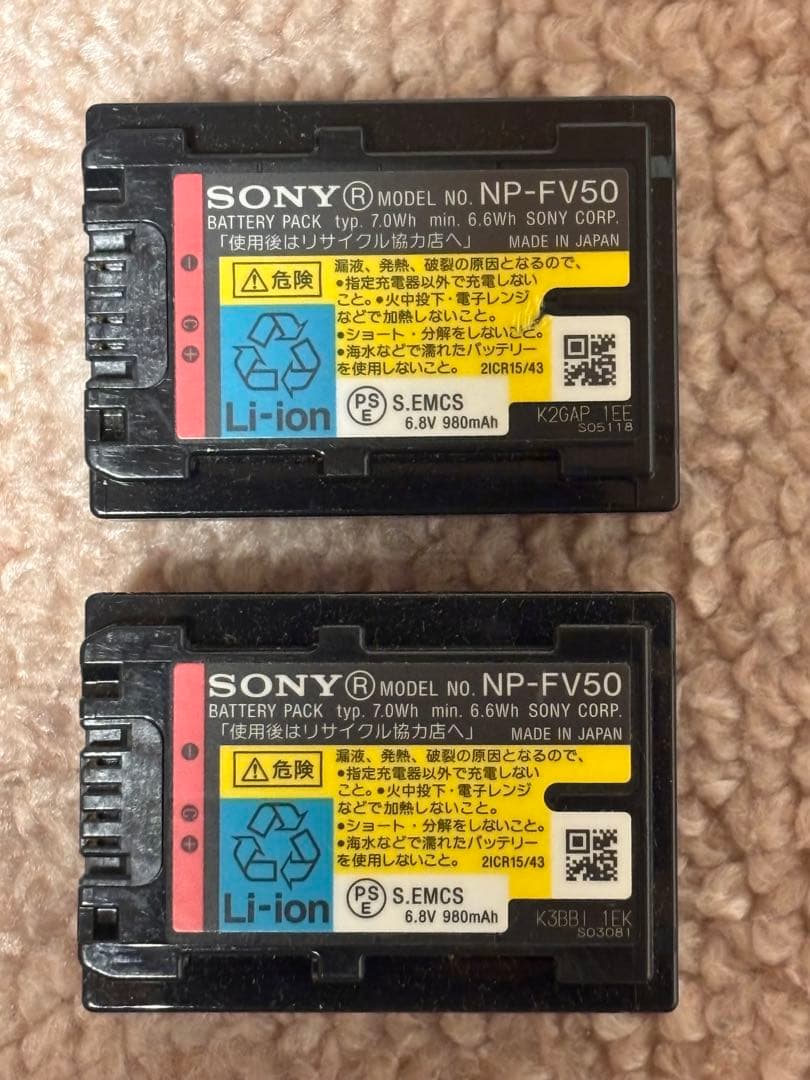 SONY Ⓡ MODEL NO. NP-FV50
BATTERY PACK typ. 7.0Wh min. 6.6Wh SONY CORP.
「使用後はリサイクル協力店へ」 MADE IN JAPAN
⚠危険
漏液、発熱、破裂の原因となるので、
•指定充電器以外で充電しない
こと。•火中投下・電子レンジ
などで加熱しないこと。
•ショート・分解をしないこと。
•海水などで濡れたバッテリー
を使用しないこと。 2ICR15/43
C
Li-ion
PSE S.EMCS
6.8V 980mAh
K2GAP 1EE
S05118
SONY Ⓡ MODEL NO. NP-FV50
BATTERY PACK typ. 7.0Wh min. 6.6Wh SONY CORP.
「使用後はリサイクル協力店へ」 MADE IN JAPAN
⚠危険
漏液、発熱、破裂の原因となるので、
•指定充電器以外で充電しない
こと。•火中投下・電子レンジ
などで加熱しないこと。
•ショート・分解をしないこと。
•海水などで濡れたバッテリー
を使用しないこと。 2ICR15/43
C
Li-ion
PSE S.EMCS
6.8V 980mAh
K3BBI 1EK
S03081